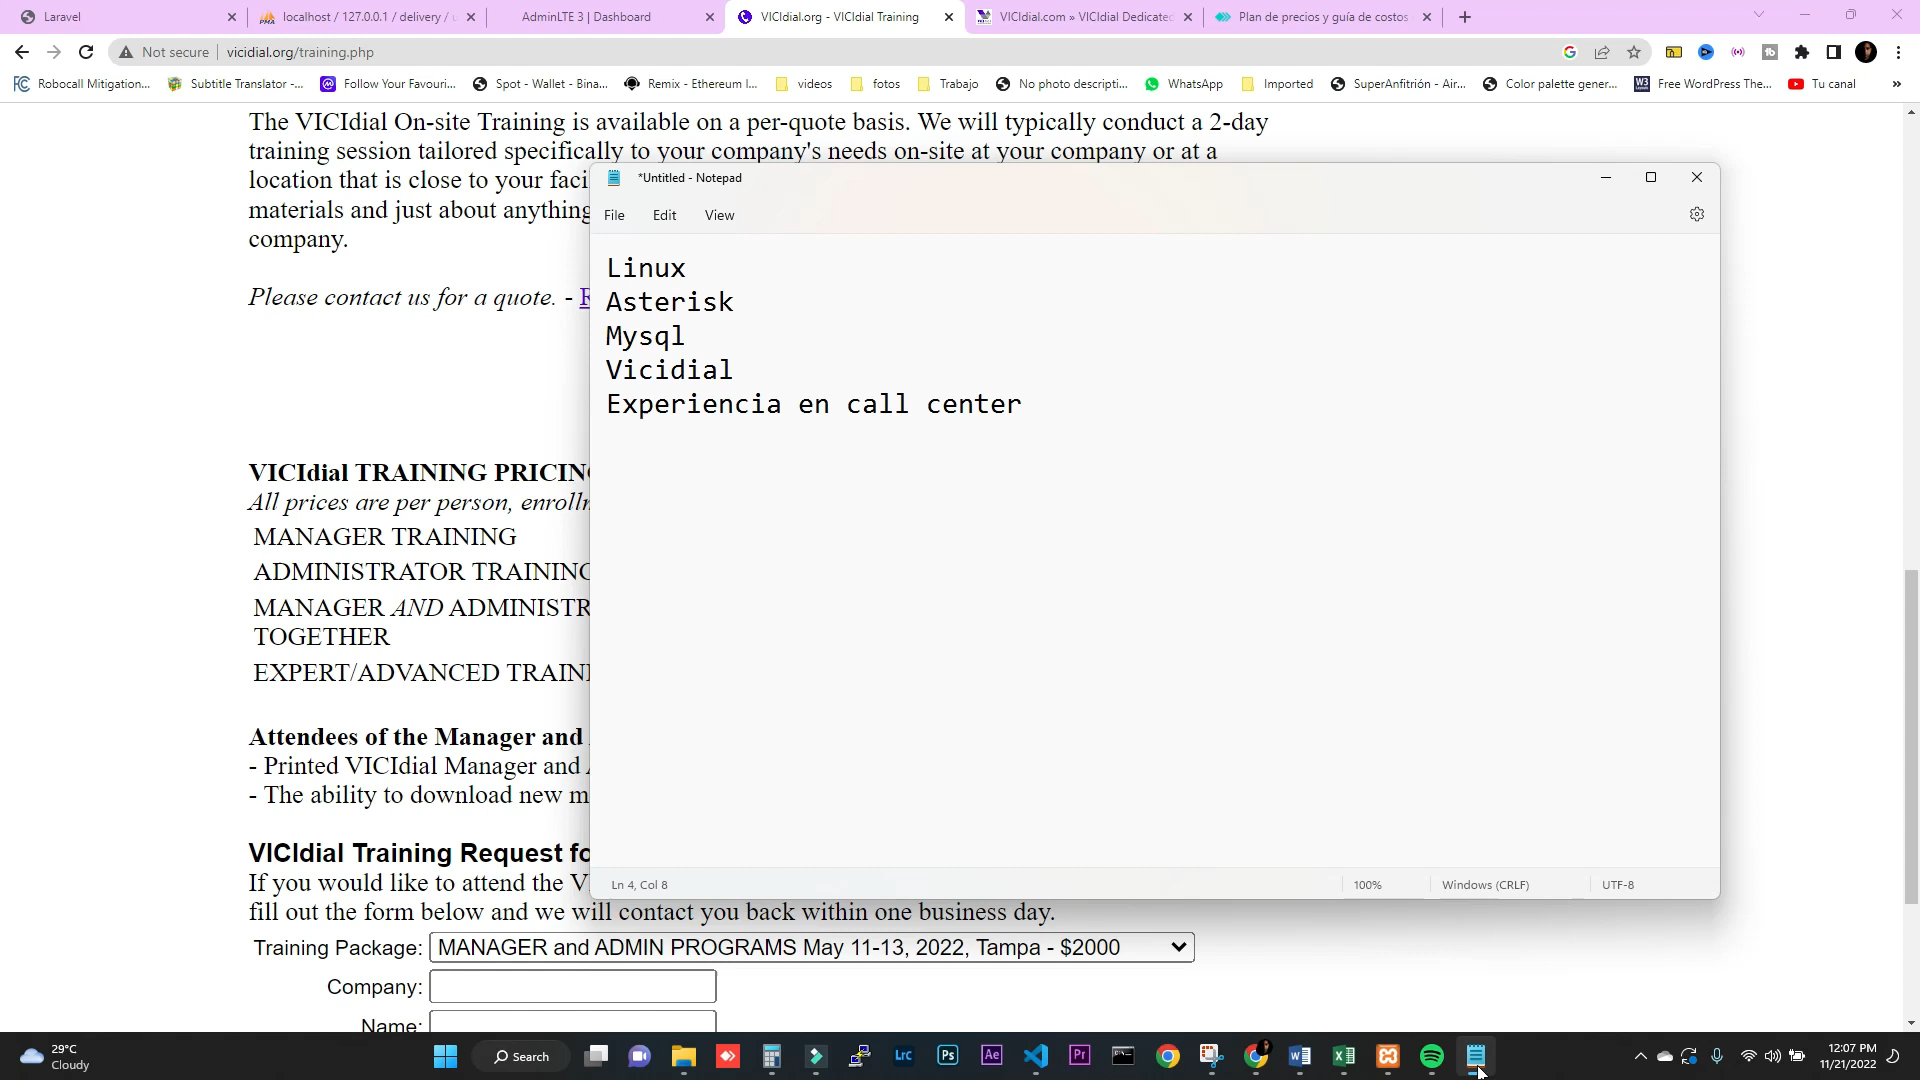 Laravel
localhost / 127.0.0.1 / delivery /
AdminLTE 3 | Dashboard
VICIdial.org - VICIdial Training
VICIdial.com » VICIdial Dedicated
Plan de precios y guía de costos
Not secure
vicidial.org/training.php
Robocall Mitigation...
Subtitle Translator -...
Follow Your Favouri...
Spot - Wallet - Bina...
Remix - Ethereum I...
videos
fotos
Trabajo
No photo descripti...
WhatsApp
Imported
SuperAnfitrión - Air...
Color palette gener...
Free WordPress The...
Tu canal
The VICIdial On-site Training is available on a per-quote basis. We will typically conduct a 2-day
training session tailored specifically to your company's needs on-site at your company or at a
location that is close to your
materials and just about anything
company.
Please contact us for a quote. -
VICIdial TRAINING PRICING
All prices are per person,
MANAGER TRAINING
ADMINISTRATOR TRAINING
MANAGER AND
TOGETHER
EXPERT/ADVANCED
Attendees of the Manager and
- Printed VICIdial Manager and
- The ability to download new
VICIdial Training Request
If you would like to attend the
fill out the form below and we will contact you back within one business day.
Training Package: MANAGER and ADMIN PROGRAMS May 11-13, 2022, Tampa - $2000
Company:
Name:
*Untitled - Notepad
File Edit View
Linux
Asterisk
Mysql
Vicidial
Experiencia en call center
Ln 4, Col 8
100%
Windows (CRLF)
UTF-8
29°C
Cloudy
Search
Lrc
Ps
Ae
Pr
12:07 PM
11/21/2022